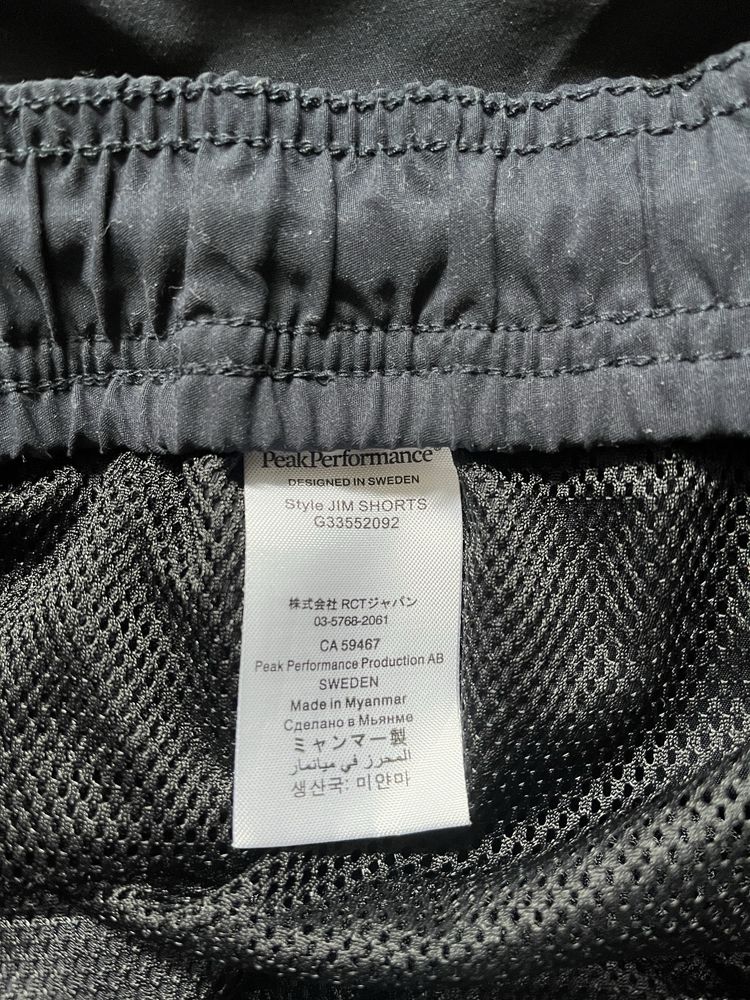 PeakPerformance®
DESIGNED IN SWEDEN
Style JIM SHORTS
G33552092
株式会社 RCTジャパン
03-5768-2061
CA 59467
Peak Performance Production AB
SWEDEN
Made in Myanmar
Сделано в Мьянме
ミャンマー製
المحرز في ميانمار
생산국: 미얀마